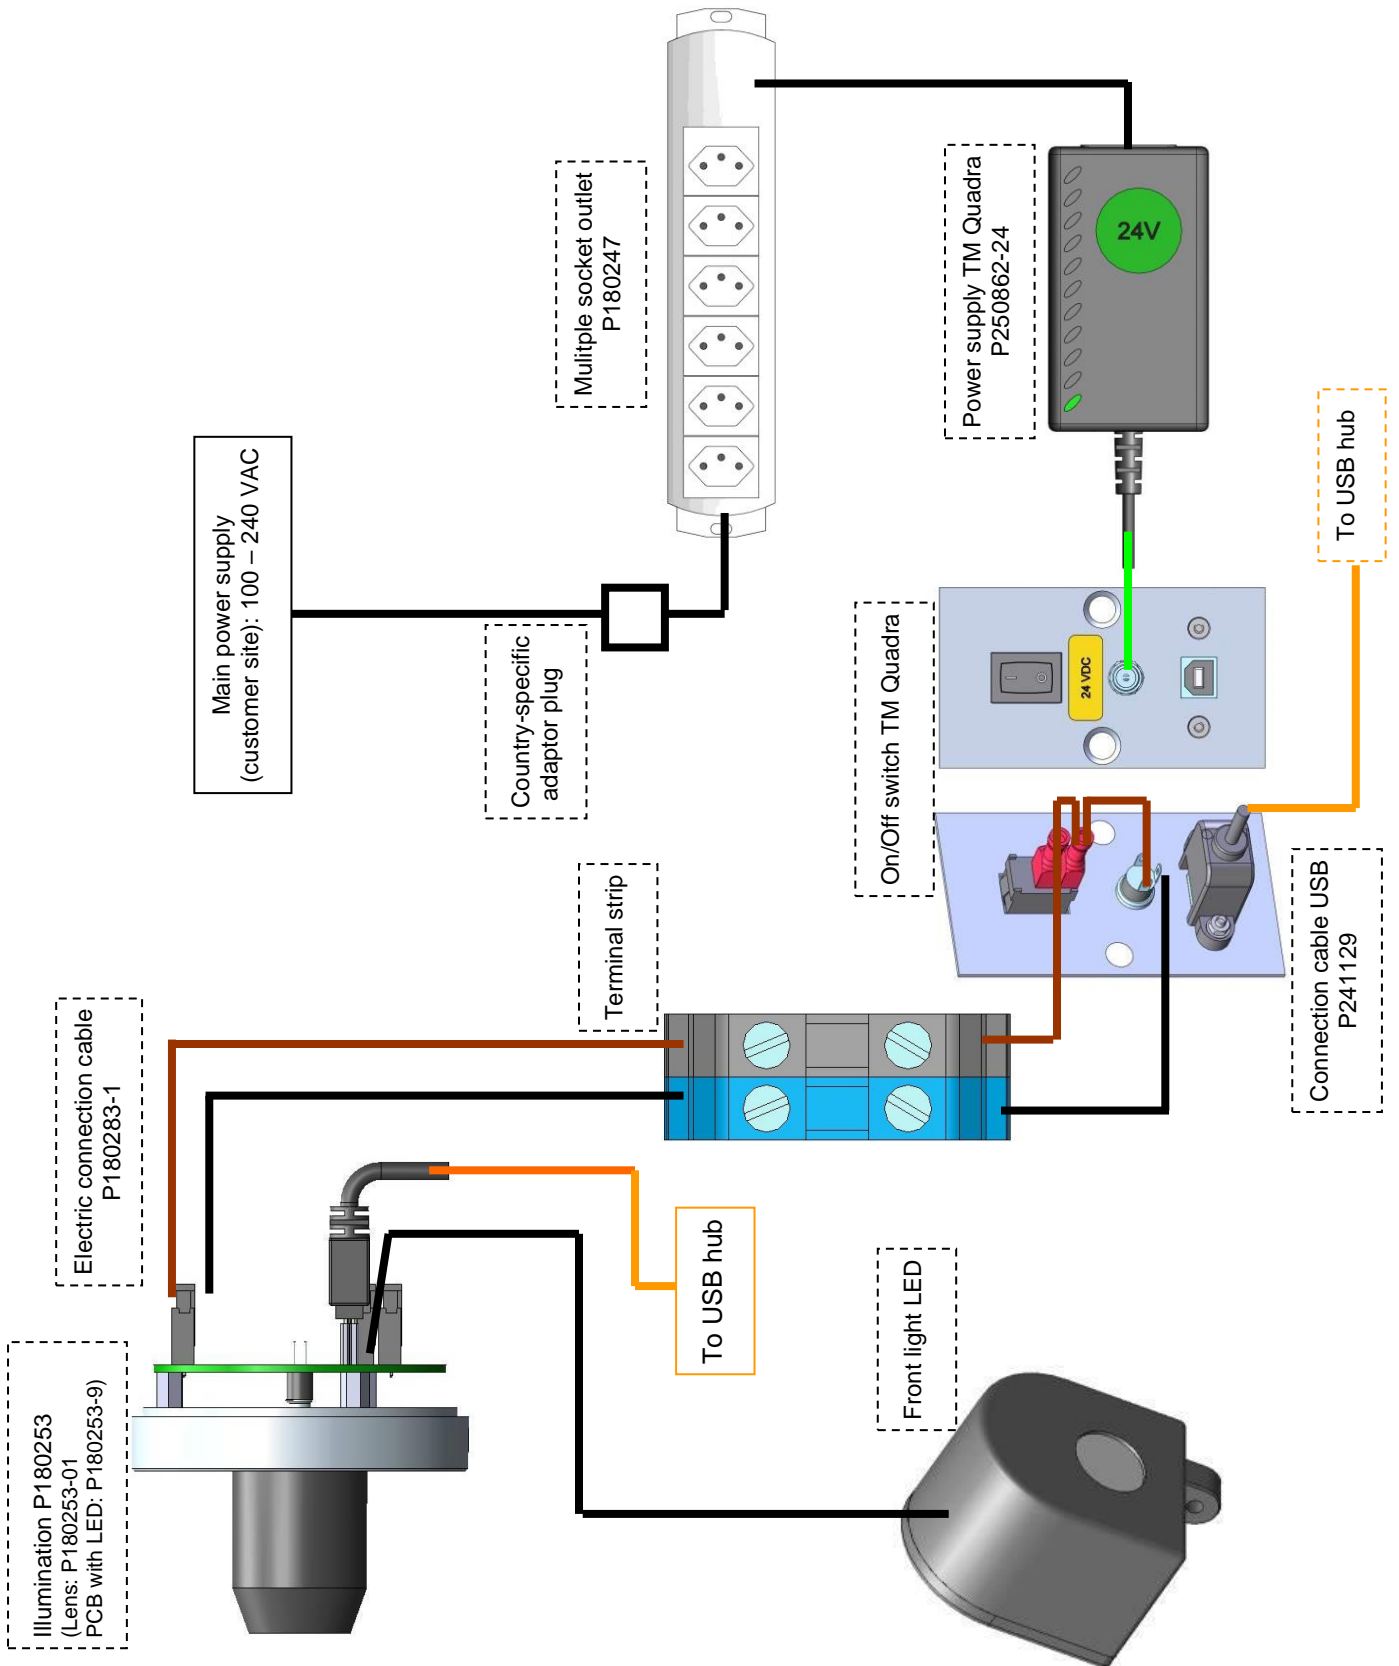 Main power supply
(customer site): 100 – 240 VAC
Country-specific
adaptor plug
Mulitple socket outlet
P180247
Power supply TM Quadra
P250862-24
24V
On/Off switch TM Quadra
24 VDC
To USB hub
Connection cable USB
P241129
Terminal strip
Electric connection cable
P180283-1
Illumination P180253
(Lens: P180253-01
PCB with LED: P180253-9)
To USB hub
Front light LED